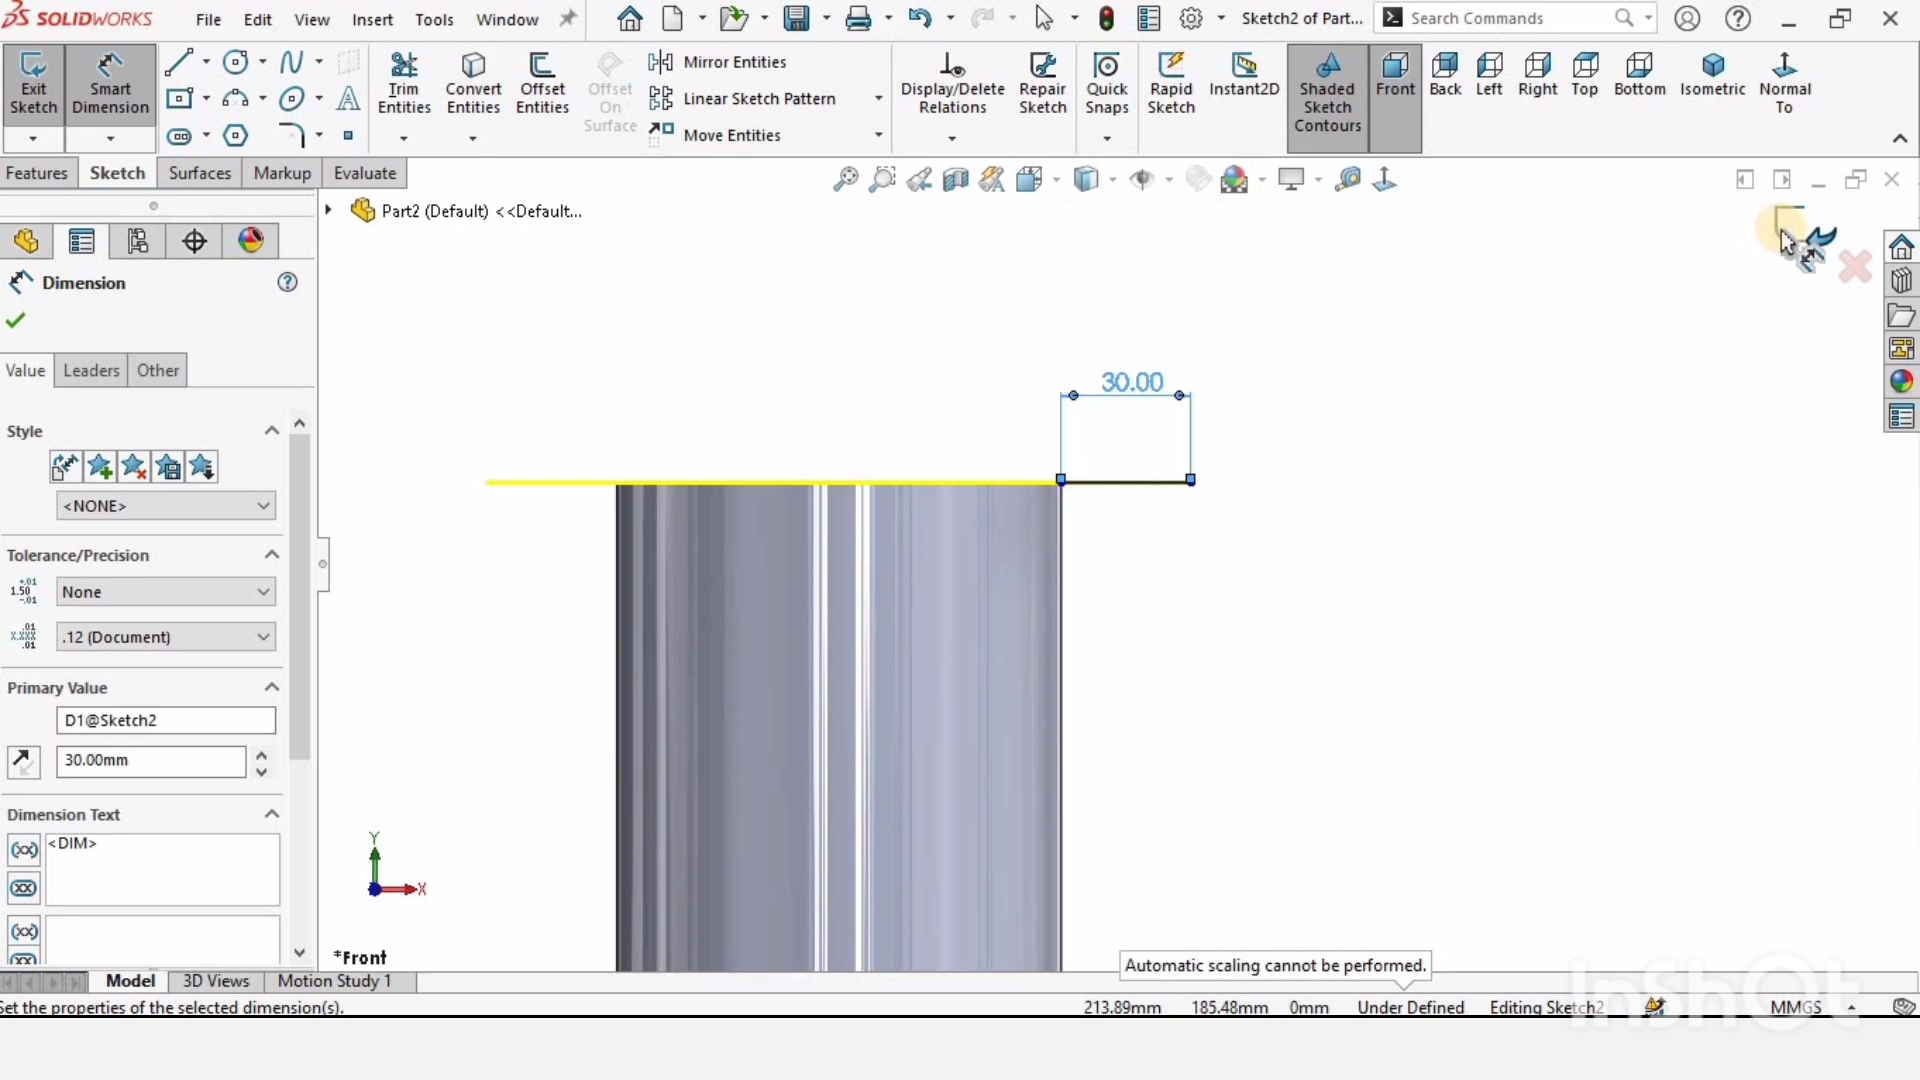 SOLIDWORKS
File Edit View Insert Tools Window
Sketch2 of Part...
Search Commands
Exit Sketch
Smart Dimension
Trim Entities
Convert Entities
Offset Entities
Offset On Surface
Mirror Entities
Linear Sketch Pattern
Move Entities
Display/Delete Relations
Repair Sketch
Quick Snaps
Rapid Sketch
Instant2D
Shaded Sketch Contours
Front
Back
Left
Right
Top
Bottom
Isometric
Normal To
Features Sketch Surfaces Markup Evaluate
Part2 (Default) <<Default...
Dimension
Value Leaders Other
Style
<NONE>
Tolerance/Precision
None
.12 (Document)
Primary Value
D1@Sketch2
30.00mm
Dimension Text
<DIM>
30.00
Y
X
*Front
Automatic scaling cannot be performed.
Model 3D Views Motion Study 1
Set the properties of the selected dimension(s).
213.89mm 185.48mm 0mm Under Defined Editing Sketch2 MMGS
InShOt